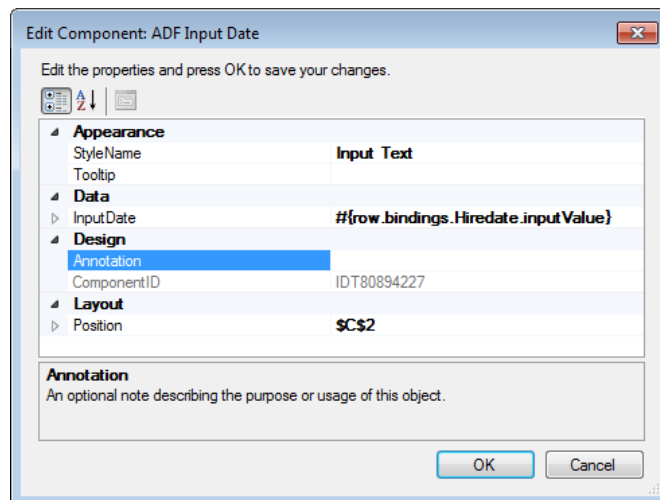 Edit Component: ADF Input Date
Edit the properties and press OK to save your changes.
Appearance
StyleName Input Text
Tooltip
Data
InputDate #{row.bindings.Hiredate.inputValue}
Design
Annotation
ComponentID IDT80894227
Layout
Position $C$2
Annotation
An optional note describing the purpose or usage of this object.
OK Cancel